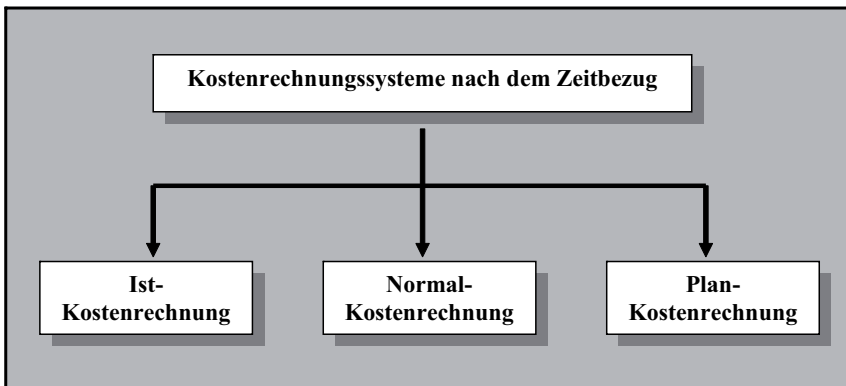 Kostenrechnungssysteme nach dem Zeitbezug
Ist-
Kostenrechnung
Normal-
Kostenrechnung
Plan-
Kostenrechnung